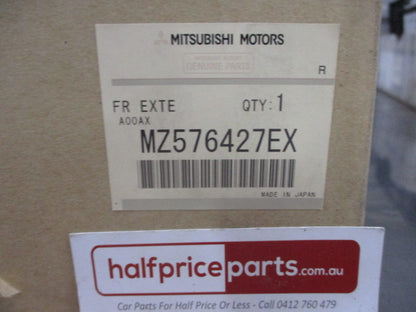 MITSUBISHI MOTORS
GENUINE PARTS
R
FR EXTE QTY: 1
A00AX
MZ576427EX
MADE IN JAPAN
halfpriceparts.com.au
Car Parts For Half Price Or Less - Call 0412 760 479